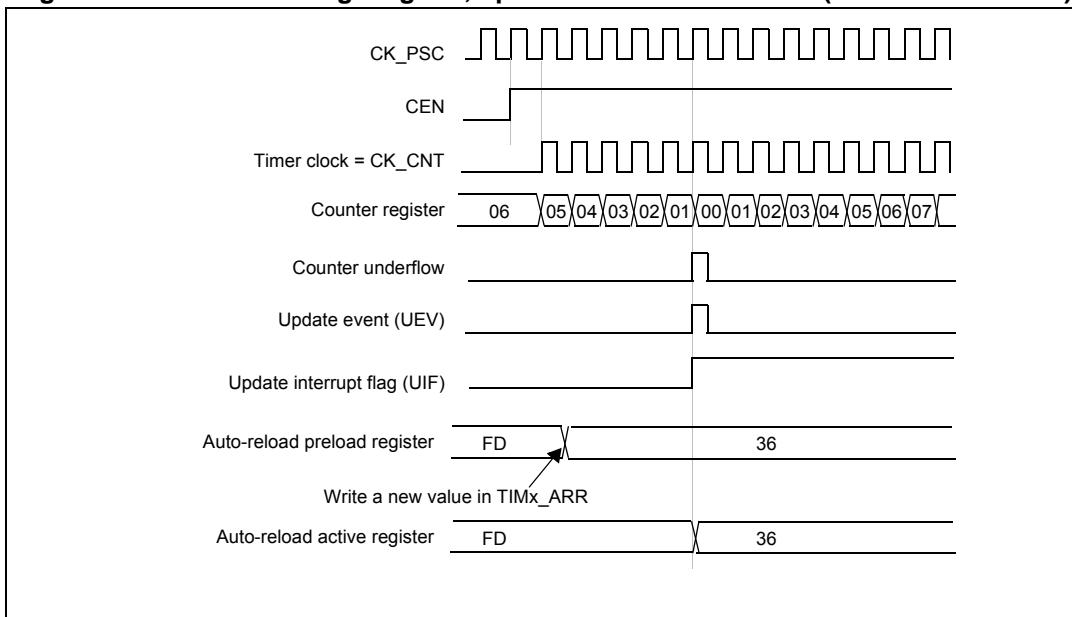 CK_PSC
CEN
Timer clock = CK_CNT
Counter register 06 05 04 03 02 01 00 01 02 03 04 05 06 07
Counter underflow
Update event (UEV)
Update interrupt flag (UIF)
Auto-reload preload register FD 36
Write a new value in TIMx_ARR
Auto-reload active register FD 36